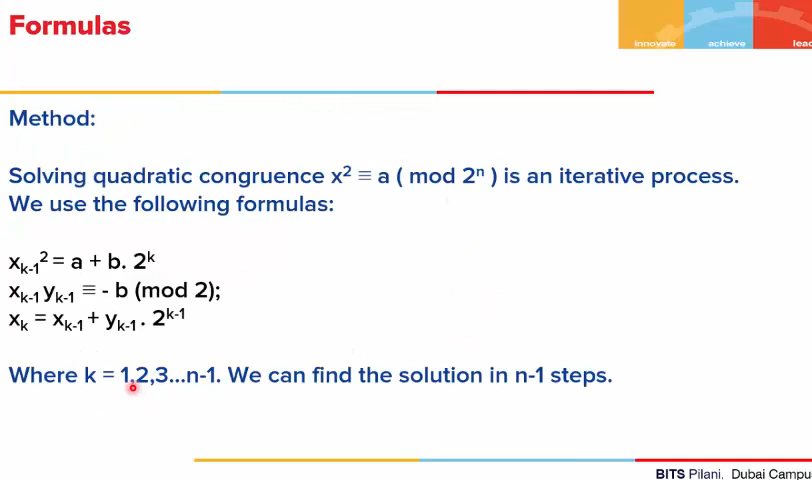 Formulas
innovate achieve lead
Method:
Solving quadratic congruence x² ≡ a ( mod 2ⁿ ) is an iterative process.
We use the following formulas:
xₖ₋₁² = a + b. 2ᵏ
xₖ₋₁ yₖ₋₁ ≡ - b (mod 2);
xₖ = xₖ₋₁ + yₖ₋₁ . 2ᵏ⁻¹
Where k = 1,2,3...n-1. We can find the solution in n-1 steps.
BITS Pilani, Dubai Campu